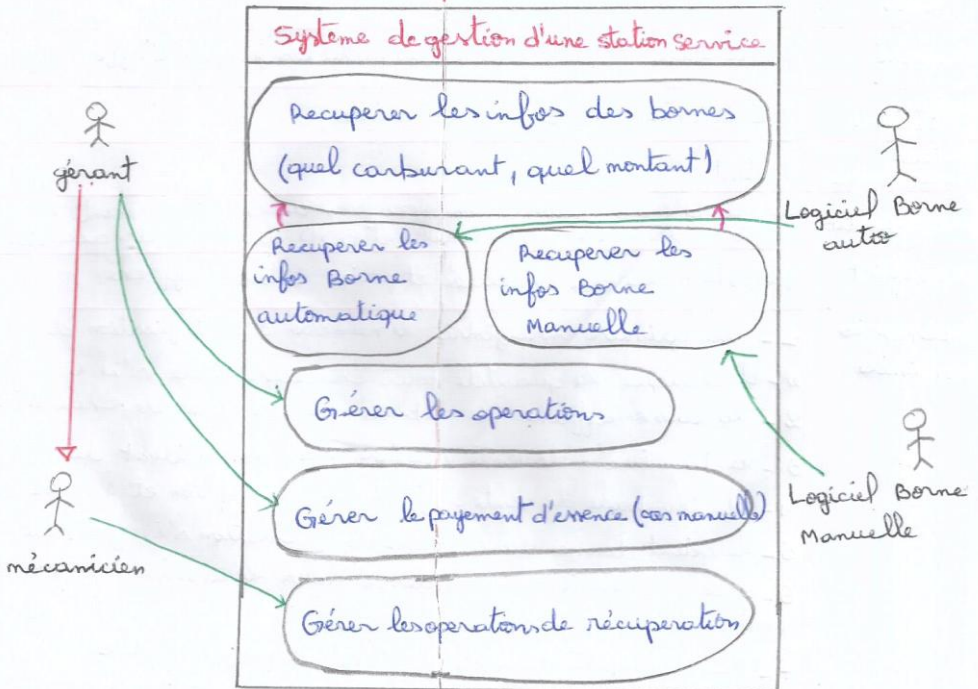 Système de gestion d'une station service
Recuperer les infos des bornes
(quel carburant, quel montant)
gérant
Logiciel Borne
auto
Recuperer les
infos Borne
automatique
Recuperer les
infos Borne
Manuelle
Gérer les operations
Gérer le payement d'essence (cas manuelle)
Logiciel Borne
Manuelle
mécanicien
Gérer les operations de récuperation